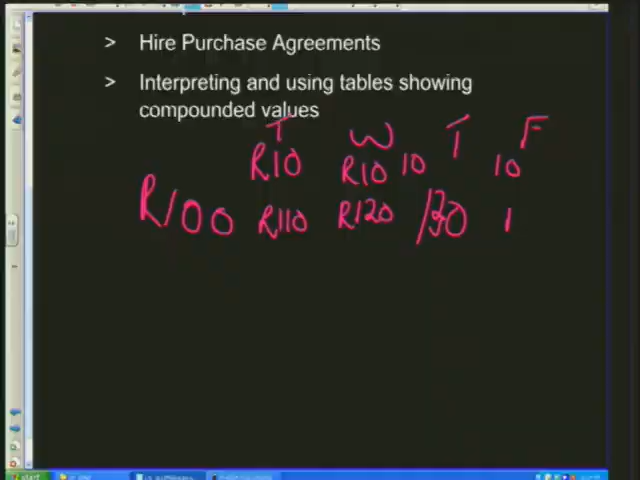 > Hire Purchase Agreements
> Interpreting and using tables showing
compounded values
T W T F
R10 R10 10 10
R100 R110 R120 130 1
start